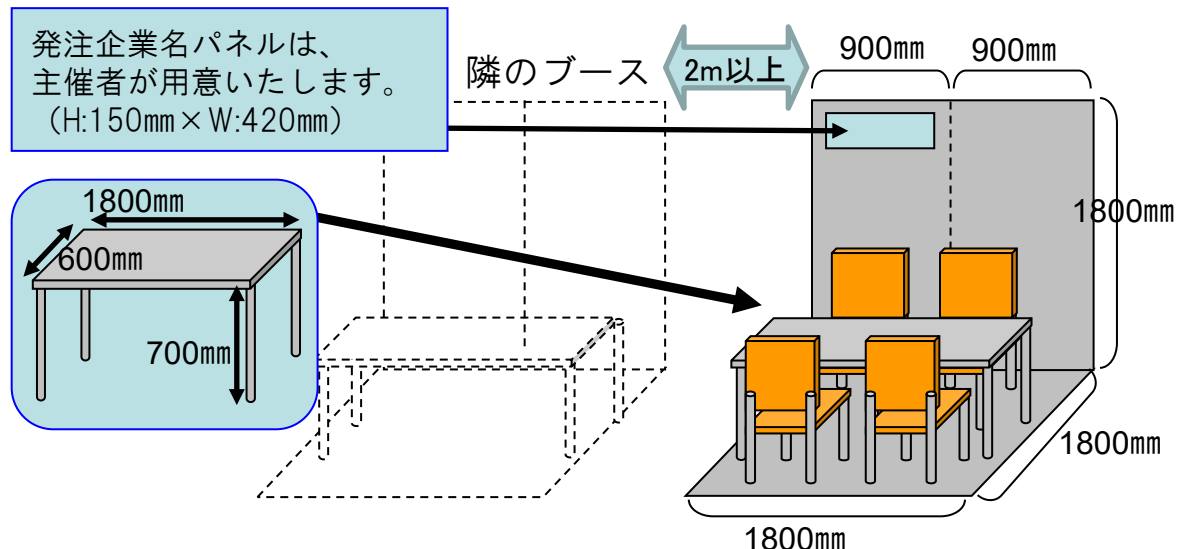 発注企業名パネルは、
主催者が用意いたします。
（H:150㎜×W:420㎜）
隣のブース
2m以上
900㎜
900㎜
1800㎜
600㎜
700㎜
1800㎜
1800㎜
1800㎜